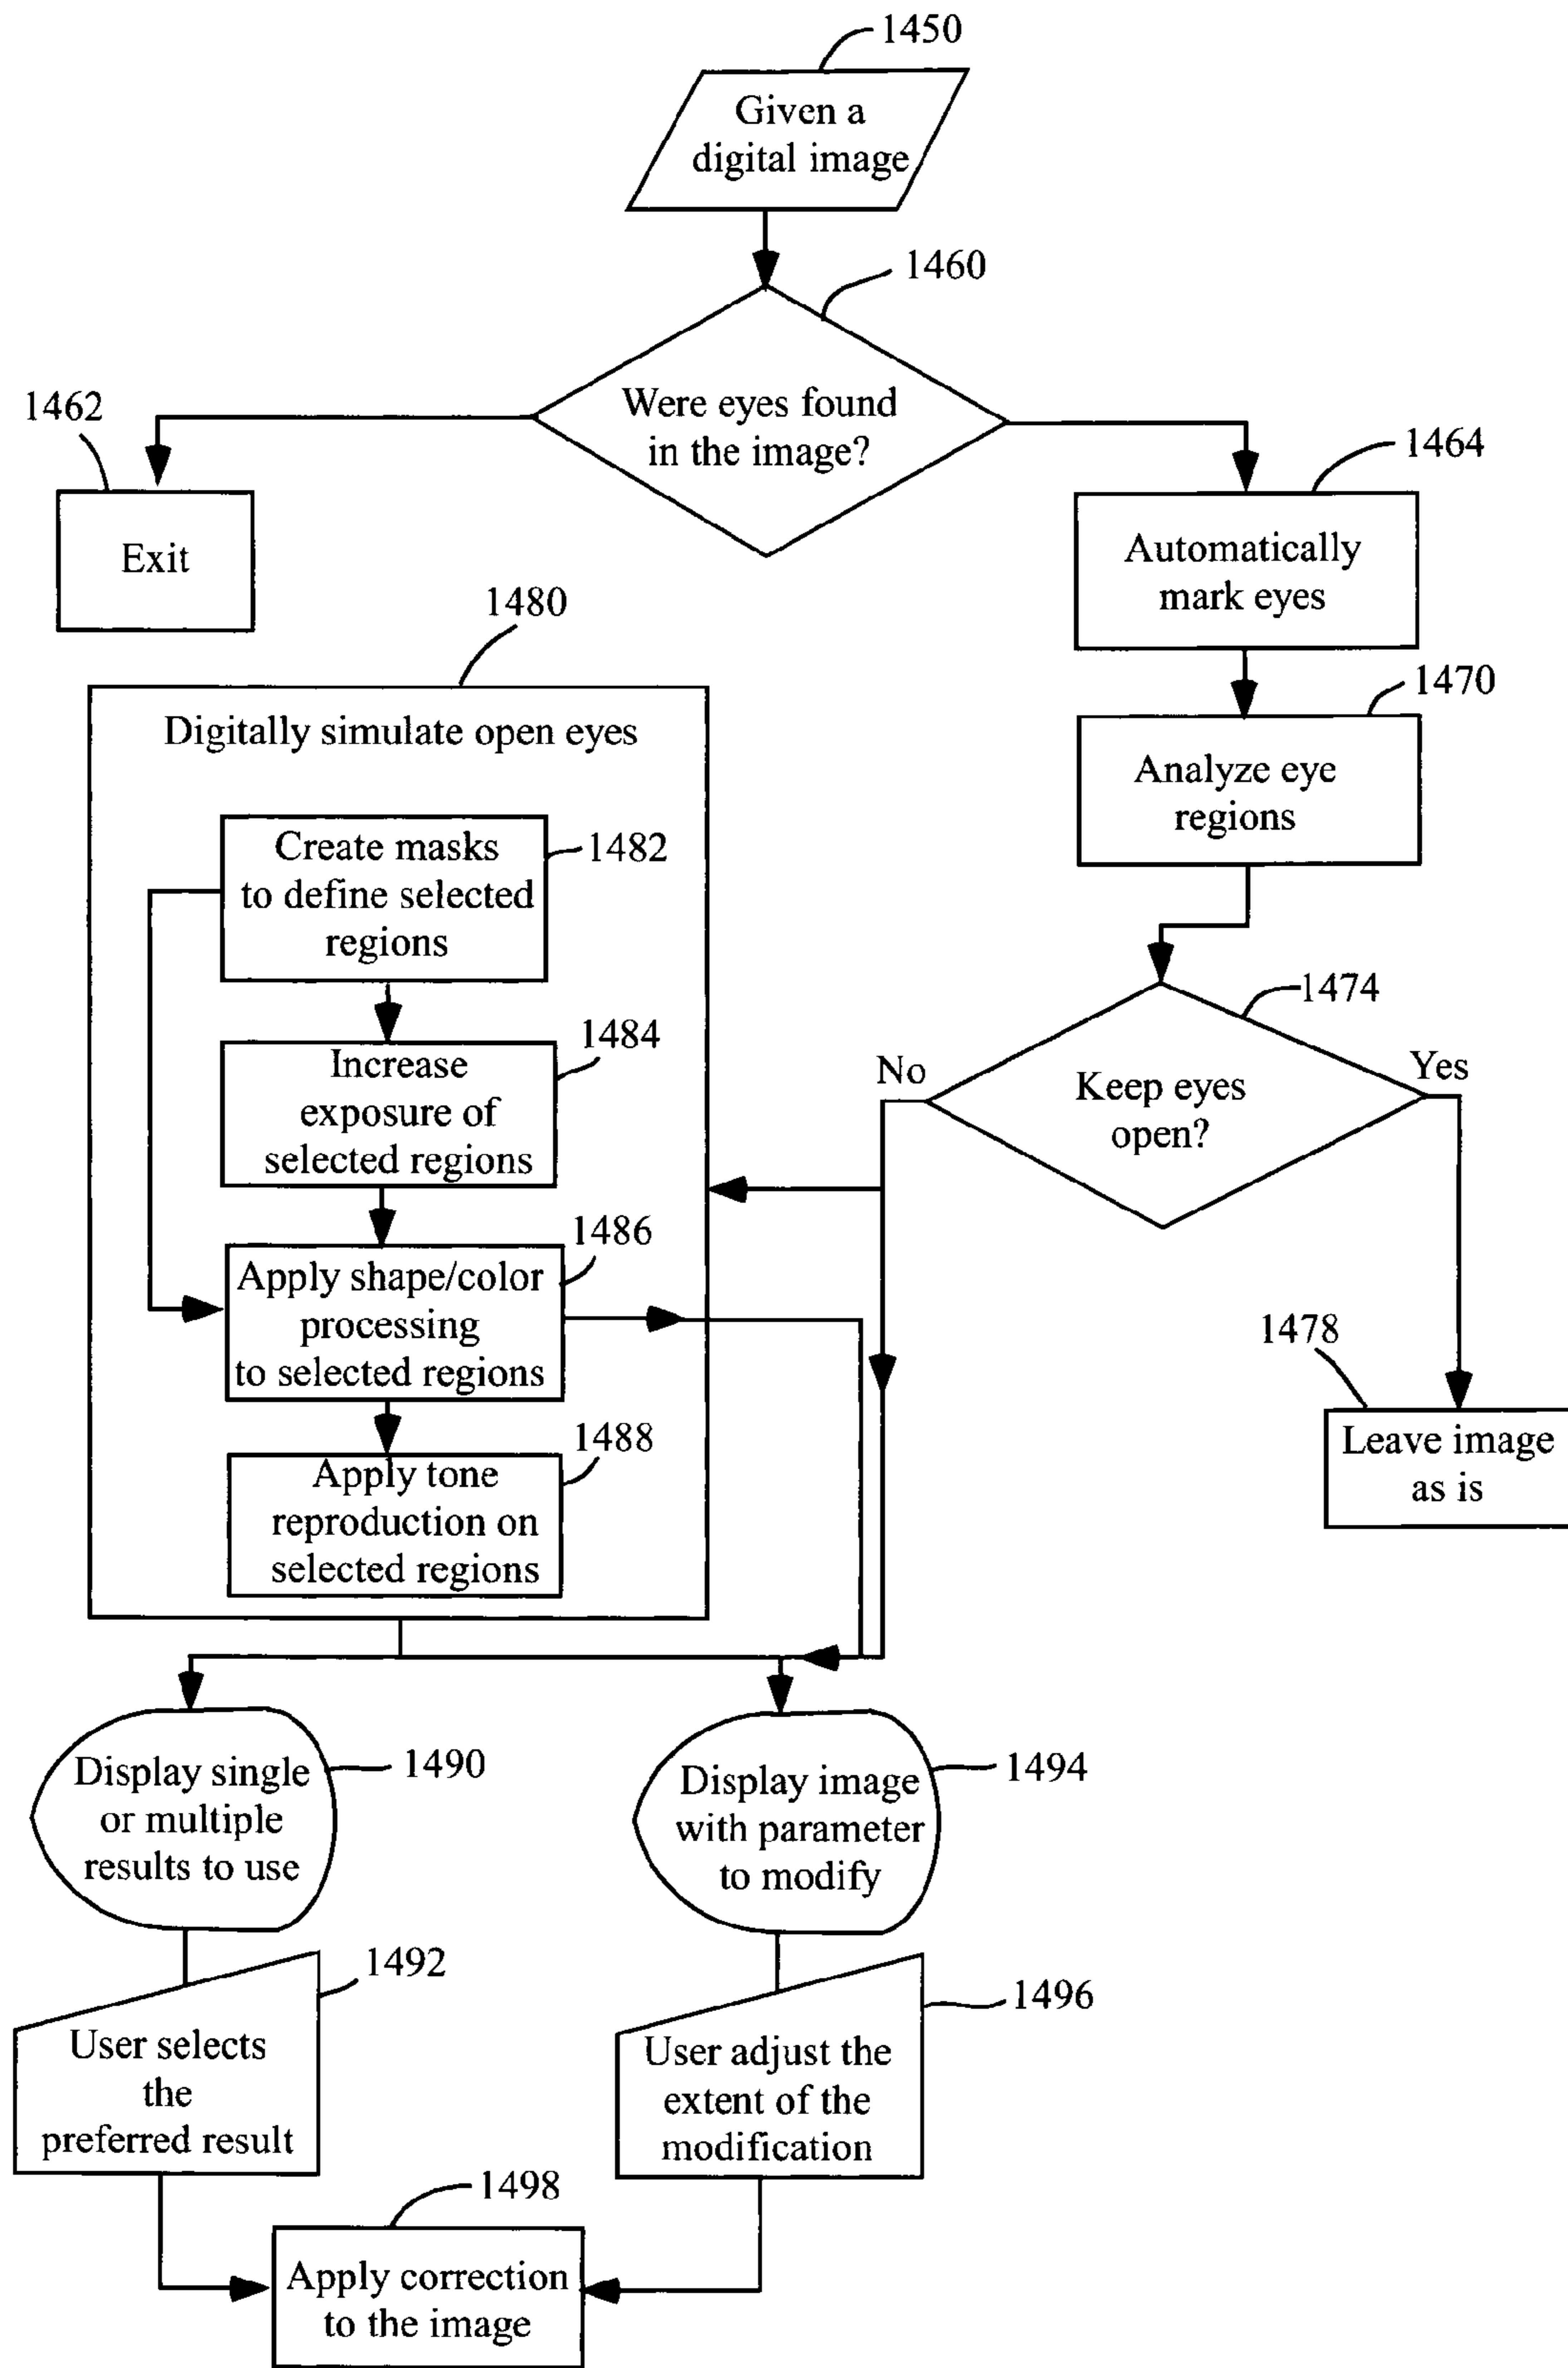 1450
Given a
digital image
1460
Were eyes found
in the image?
1462
Exit
1464
Automatically
mark eyes
1470
Analyze eye
regions
1474
Keep eyes
open?
No
Yes
1478
Leave image
as is
1480
Digitally simulate open eyes
Create masks
to define selected
regions
1482
1484
Increase
exposure of
selected regions
1486
Apply shape/color
processing
to selected regions
1488
Apply tone
reproduction on
selected regions
Display single
or multiple
results to use
1490
Display image
with parameter
to modify
1494
1492
User selects
the
preferred result
1496
User adjust the
extent of the
modification
1498
Apply correction
to the image